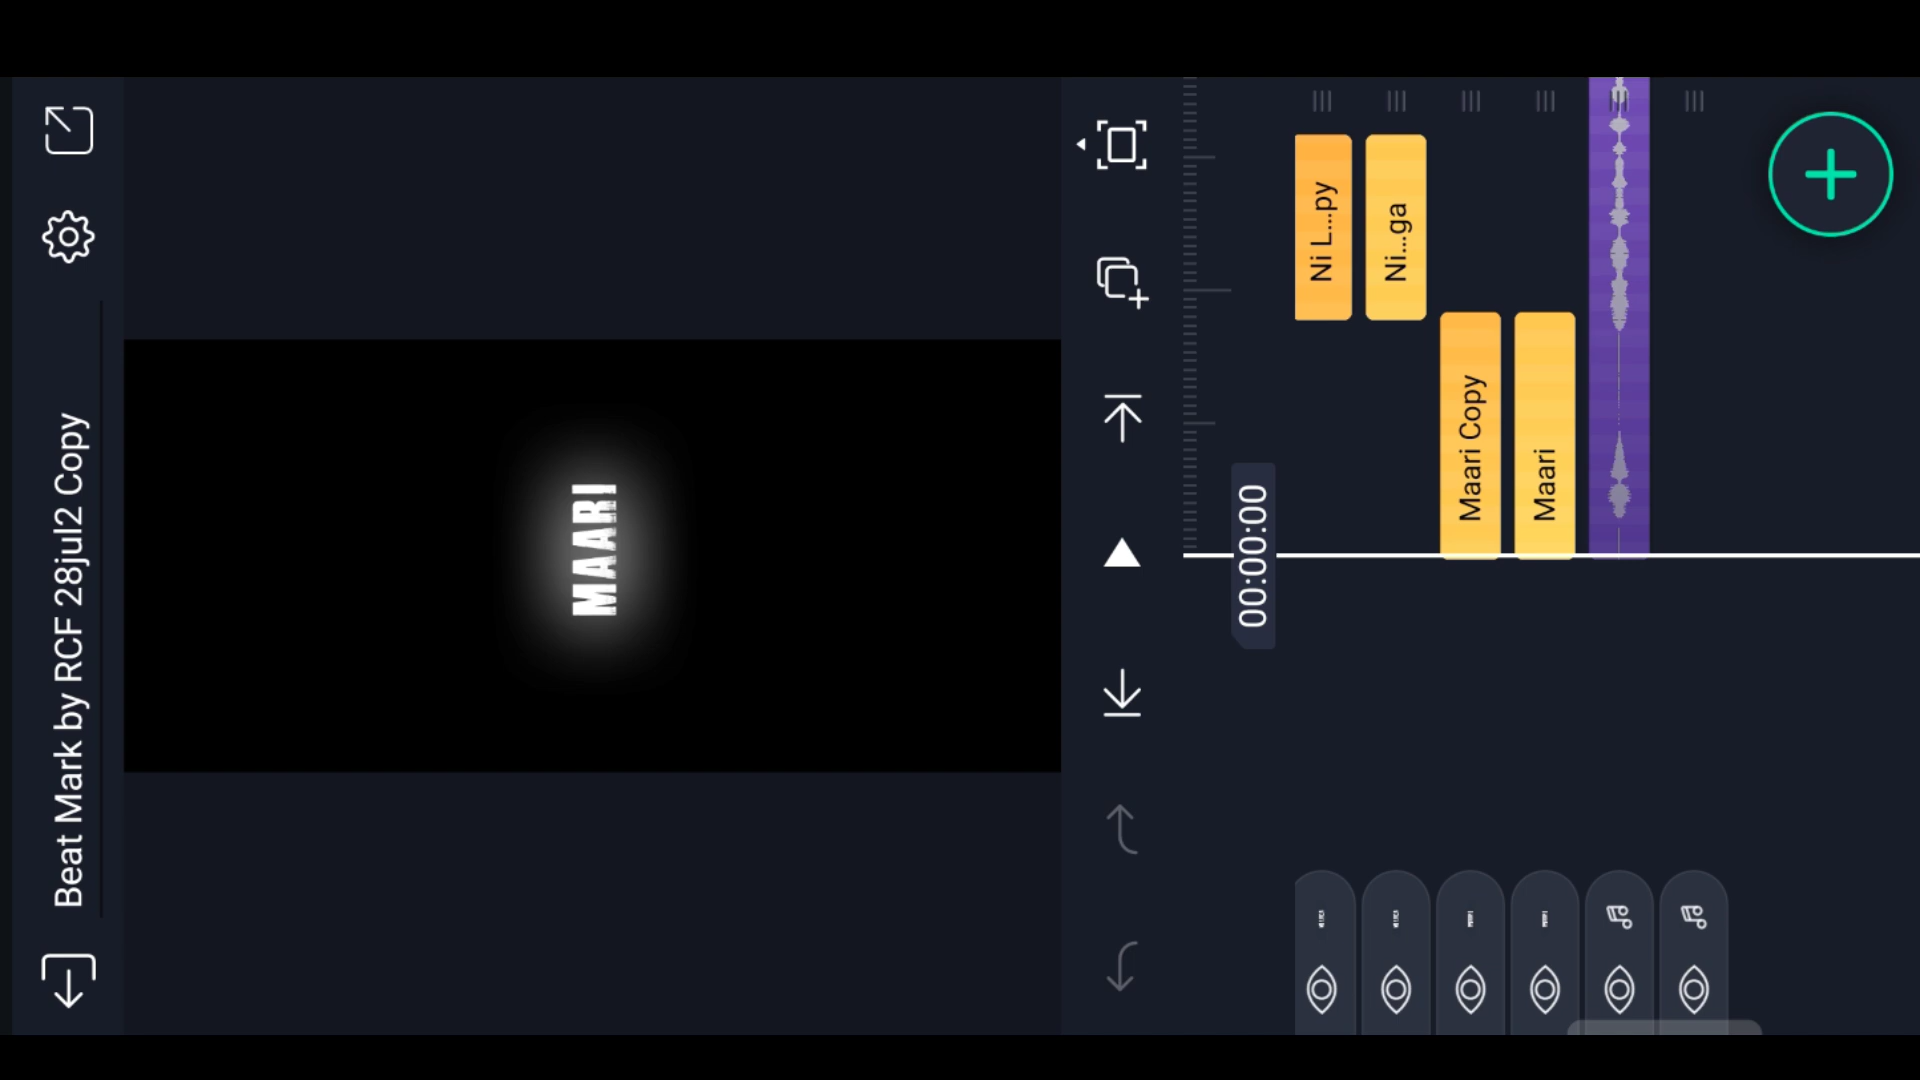 Beat Mark by RCF 28jul2 Copy
MAARI
00:00:00
Ni L...py
Ni...ga
Maari Copy
Maari